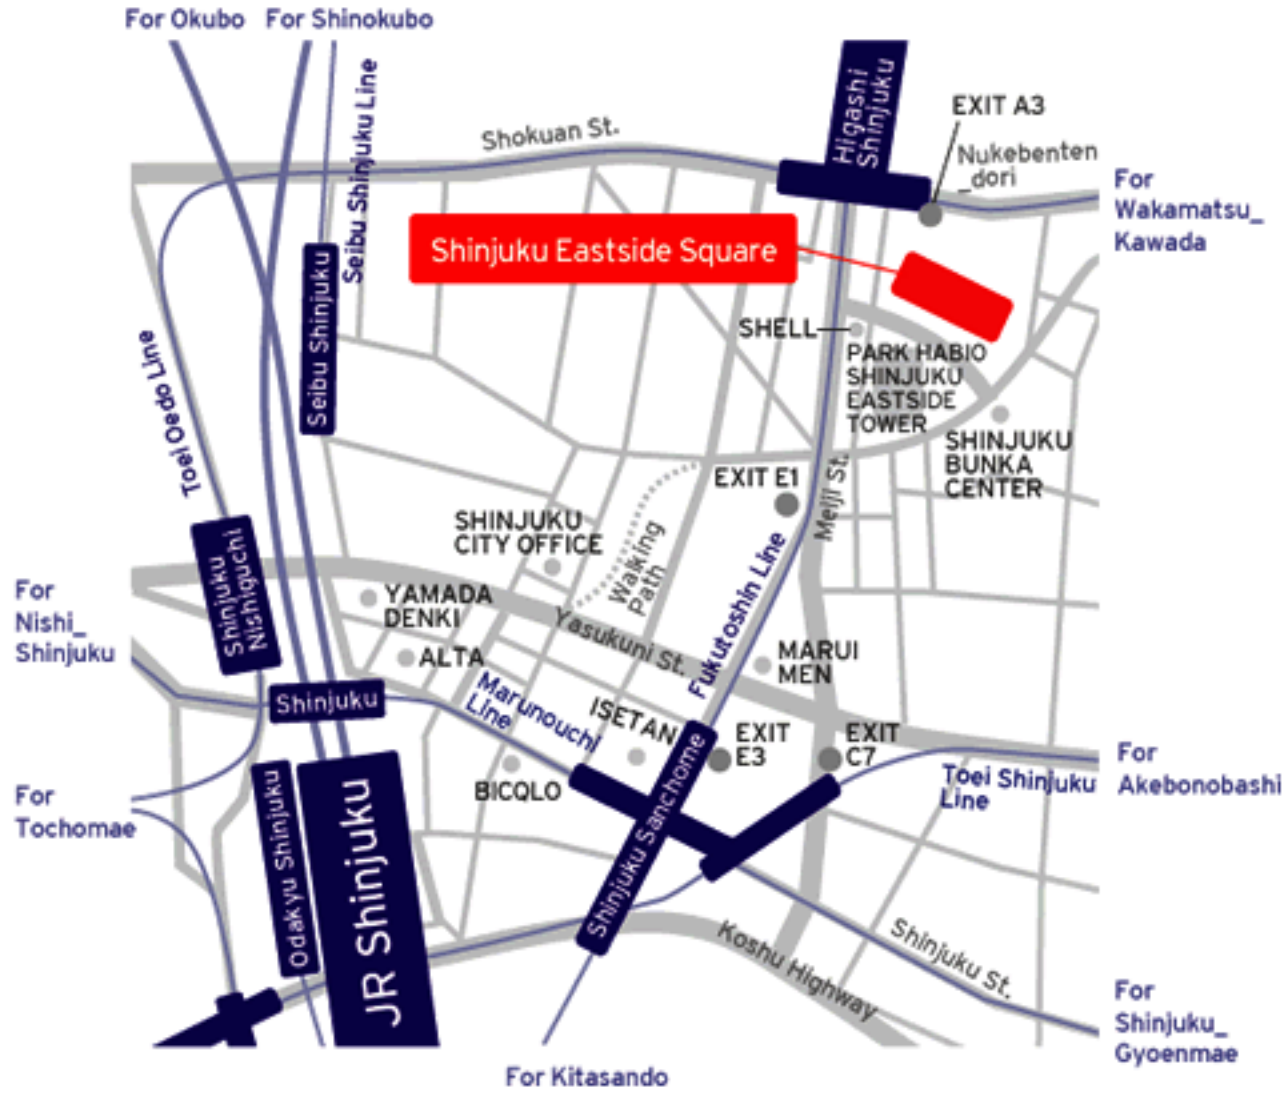 For Okubo
For Shinokubo
Seibu Shinjuku Line
Shokuan St.
Higashi
Shinjuku
EXIT A3
Nukebenten
_dori
For
Wakamatsu_
Kawada
Shinjuku Eastside Square
Seibu Shinjuku
Toei Oedo Line
SHELL
PARK HABIO
SHINJUKU
EASTSIDE
TOWER
SHINJUKU
BUNKA
CENTER
EXIT E1
Meiji St.
SHINJUKU
CITY OFFICE
Walking
Path
Fukutoshin Line
Shinjuku
Nishiguchi
For
Nishi_
Shinjuku
YAMADA
DENKI
ALTA
Yasukuni St.
MARUI
MEN
Shinjuku
Marunouchi
Line
ISETAN
EXIT
E3
EXIT
C7
BICQLO
Toei Shinjuku
Line
For
Akebonobashi
For
Tochomae
Odakyu Shinjuku
JR Shinjuku
Shinjuku Sanchome
Koshu Highway
Shinjuku St.
For
Shinjuku_
Gyoenmae
For Kitasando